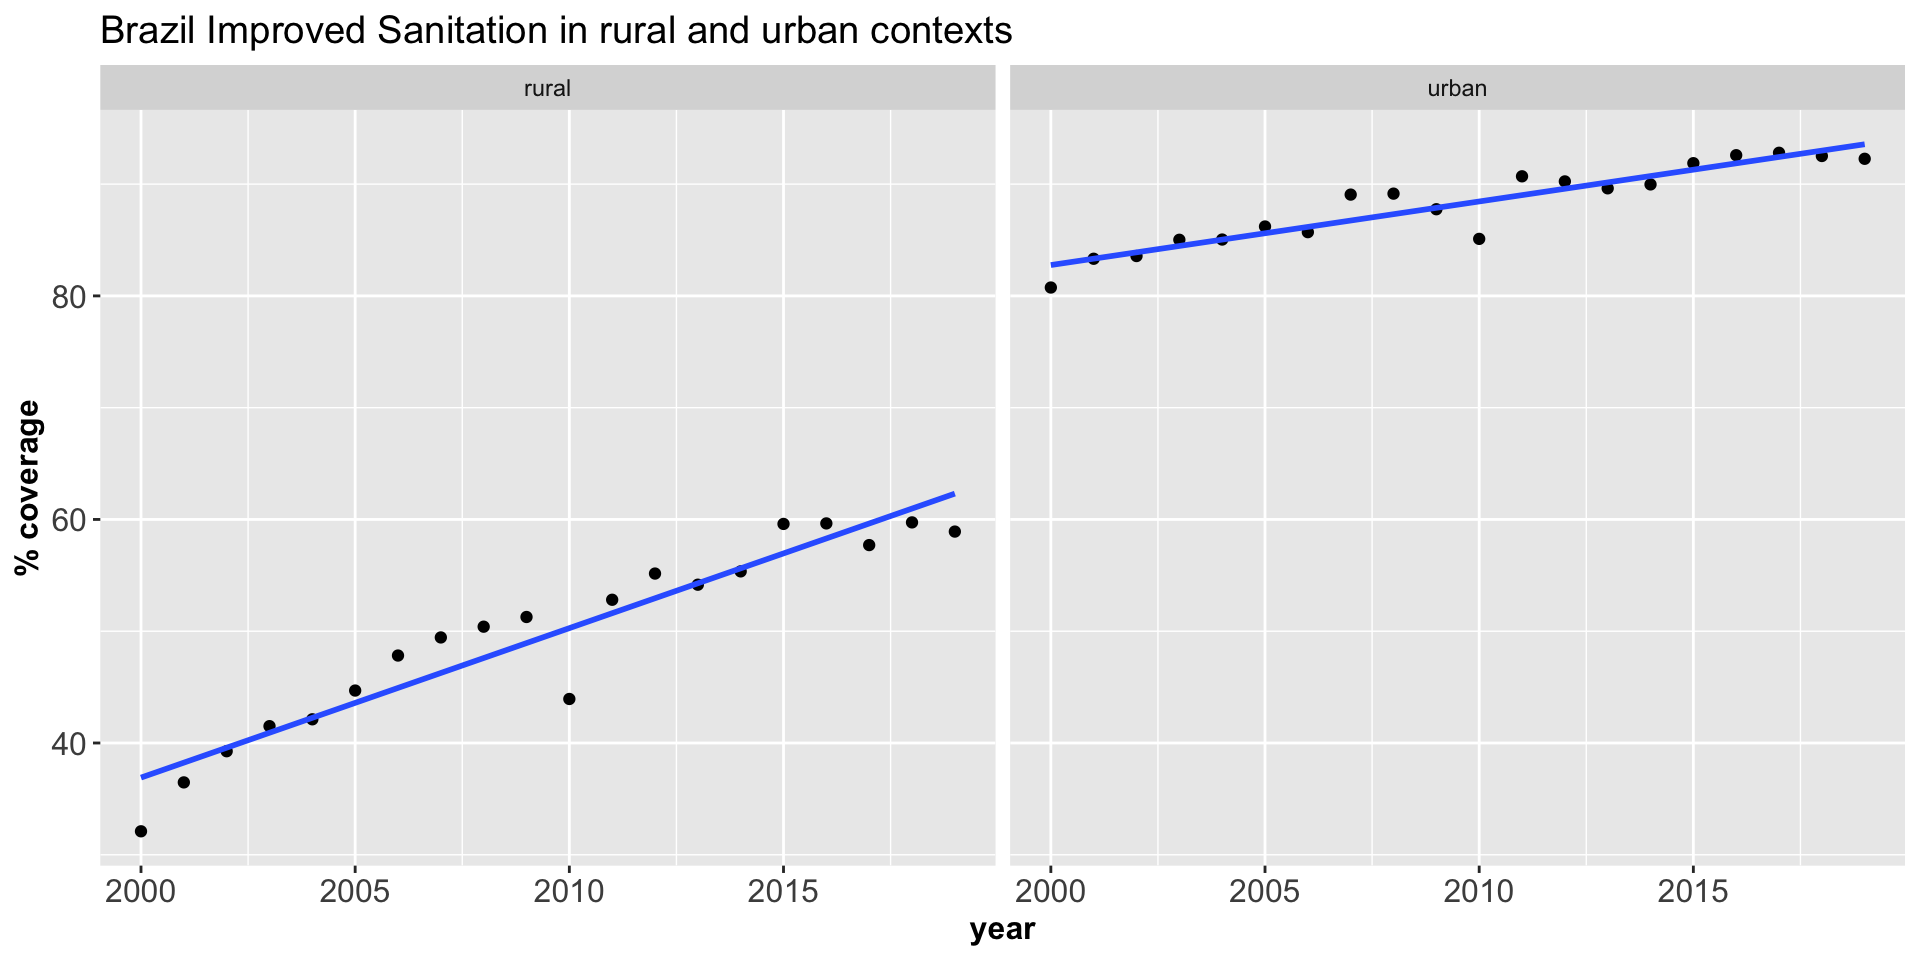 Brazil Improved Sanitation in rural and urban contexts
rural
urban
% coverage
80
60
40
2000 2005 2010 2015
2000 2005 2010 2015
year